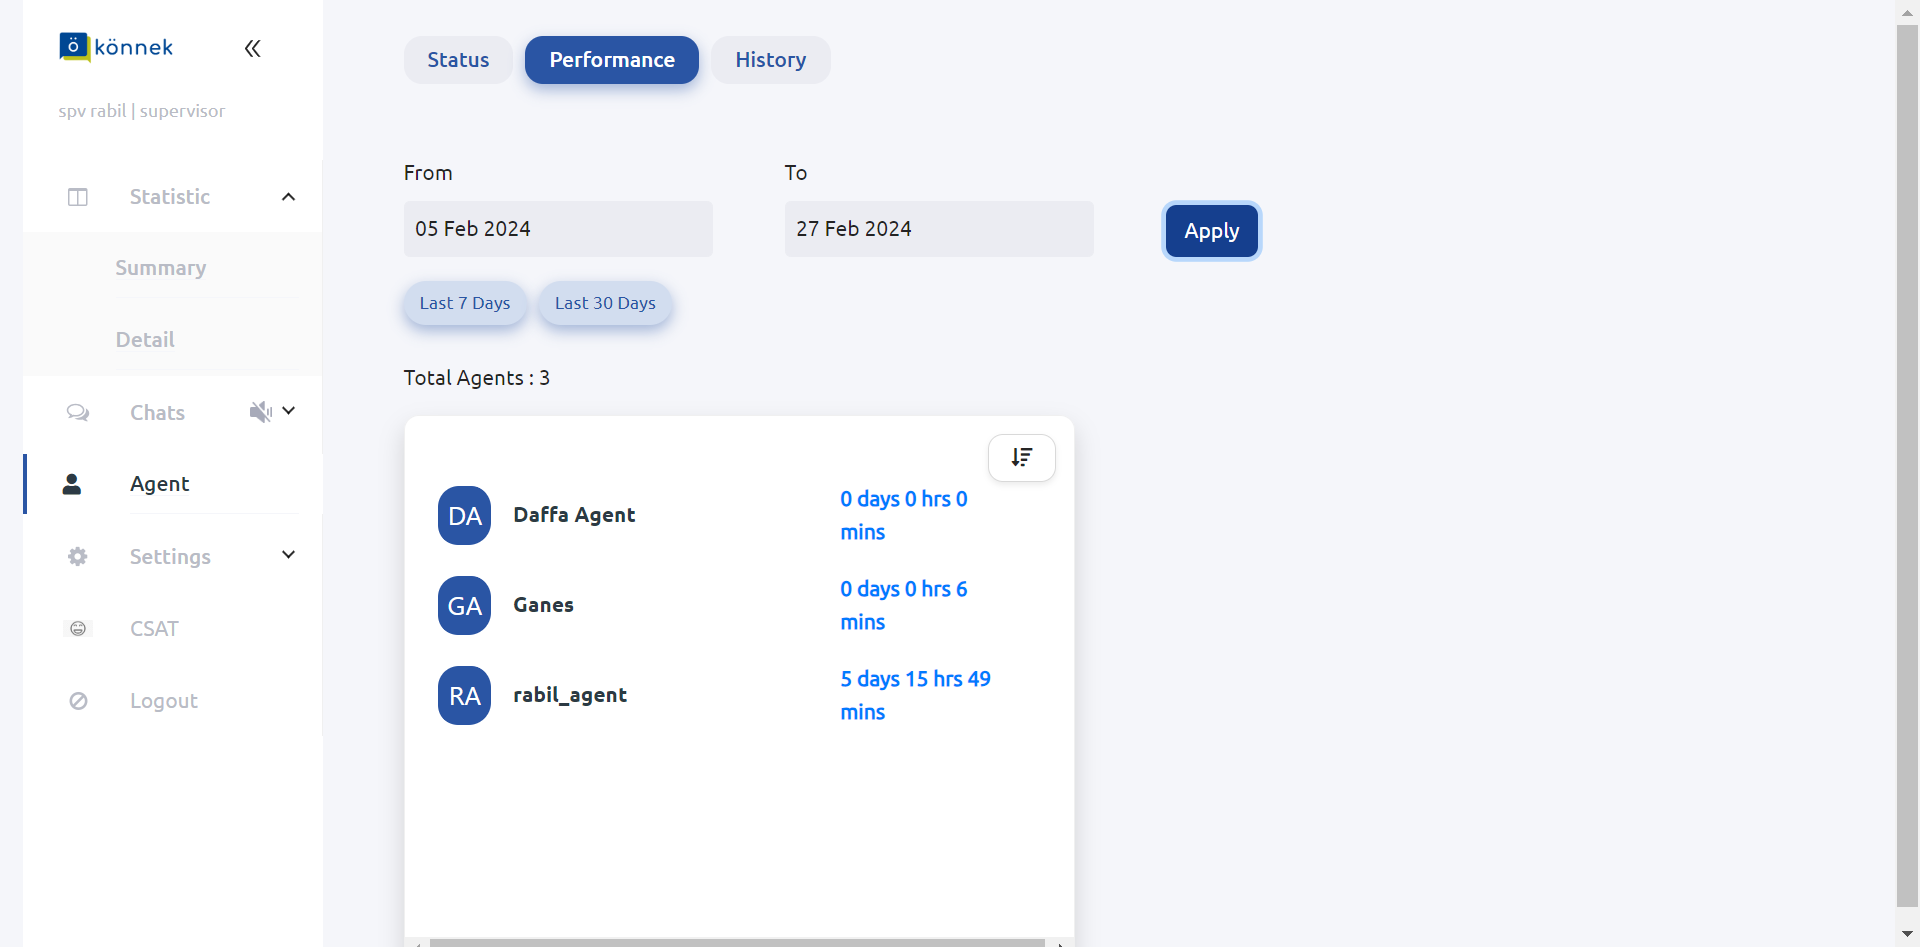 ö könnek
spv rabil | supervisor
Statistic
Summary
Detail
Chats
Agent
Settings
CSAT
Logout
Status
Performance
History
From
To
05 Feb 2024
27 Feb 2024
Apply
Last 7 Days
Last 30 Days
Total Agents : 3
DA
Daffa Agent
0 days 0 hrs 0
mins
GA
Ganes
0 days 0 hrs 6
mins
RA
rabil_agent
5 days 15 hrs 49
mins